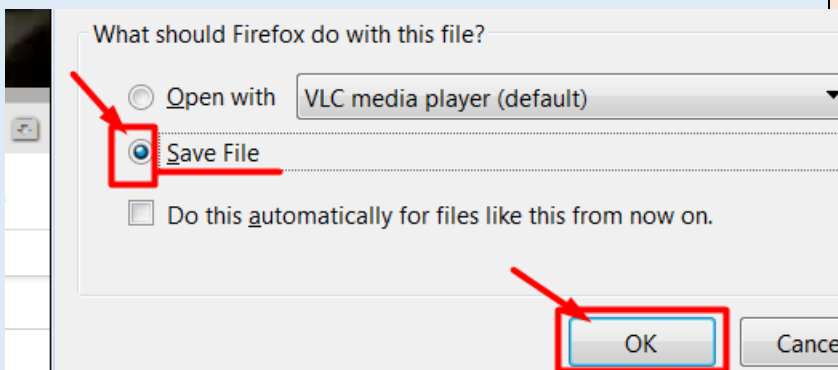 What should Firefox do with this file?
Open with VLC media player (default)
Save File
Do this automatically for files like this from now on.
OK Cance